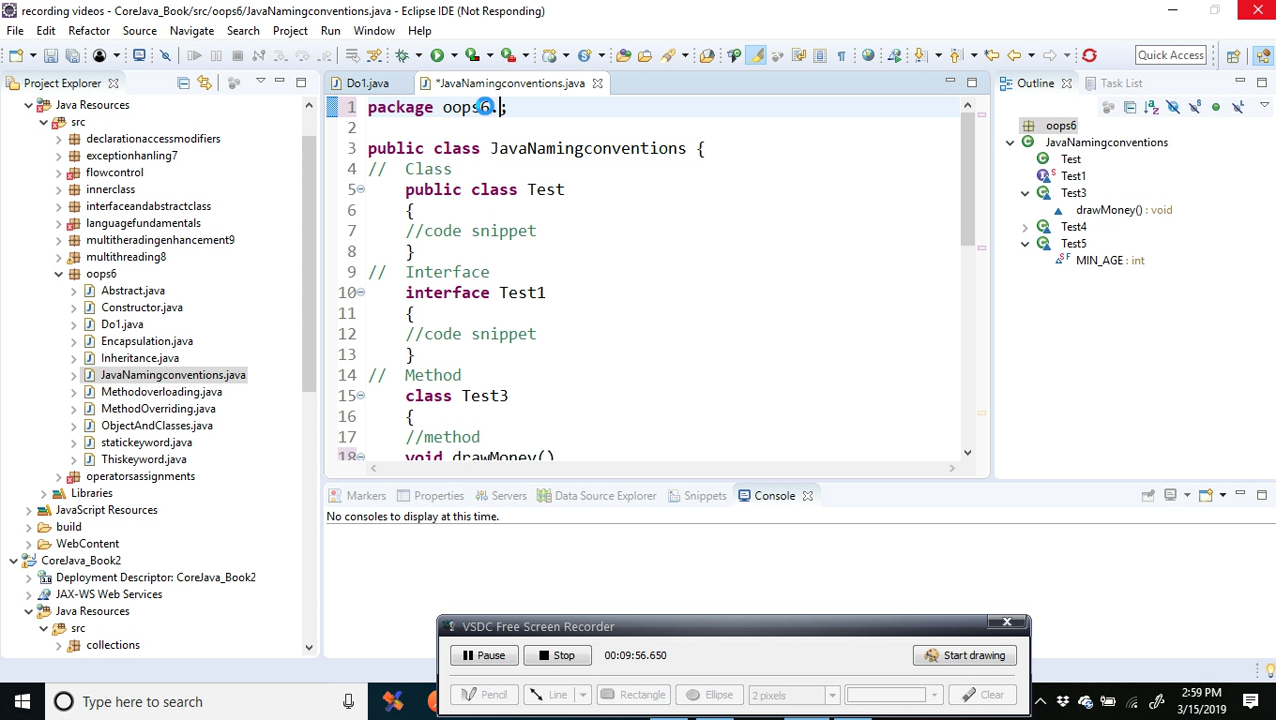 recording videos - CoreJava_Book/src/oops6/JavaNamingconventions.java - Eclipse IDE (Not Responding)
File Edit Refactor Source Navigate Search Project Run Window Help
Quick Access
Project Explorer
Java Resources
src
declarationaccessmodifiers
exceptionhanling7
flowcontrol
innerclass
interfaceandabstractclass
languagefundamentals
multitheradingenhancement9
multithreading8
oops6
Abstract.java
Constructor.java
Do1.java
Encapsulation.java
Inheritance.java
JavaNamingconventions.java
Methodoverloading.java
MethodOverriding.java
ObjectAndClasses.java
statickeyword.java
Thiskeyword.java
operatorsassignments
Libraries
JavaScript Resources
build
WebContent
CoreJava_Book2
Deployment Descriptor: CoreJava_Book2
JAX-WS Web Services
Java Resources
src
collections
Do1.java *JavaNamingconventions.java
1 package oops6.;
2
3 public class JavaNamingconventions {
4 // Class
5 public class Test
6 {
7 //code snippet
8 }
9 // Interface
10 interface Test1
11 {
12 //code snippet
13 }
14 // Method
15 class Test3
16 {
17 //method
18 void drawMoney()
Outline Task List
oops6
JavaNamingconventions
Test
Test1
Test3
drawMoney() : void
Test4
Test5
MIN_AGE : int
Markers Properties Servers Data Source Explorer Snippets Console
No consoles to display at this time.
VSDC Free Screen Recorder
Pause Stop 00:09:56.650 Start drawing
Pencil Line Rectangle Ellipse 2 pixels Clear
Type here to search
2:59 PM
3/15/2019